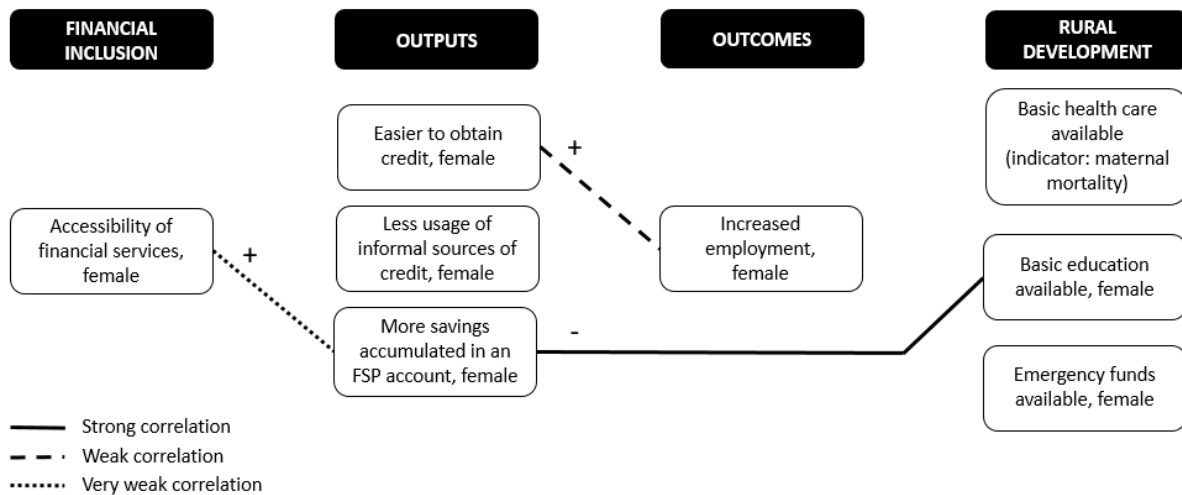 FINANCIAL
INCLUSION
OUTPUTS
OUTCOMES
RURAL
DEVELOPMENT
Easier to obtain
credit, female
+
Basic health care
available
(indicator: maternal
mortality)
Accessibility of
financial services,
female
+
Less usage of
informal sources of
credit, female
Increased
employment,
female
Basic education
available, female
More savings
accumulated in an
FSP account, female
-
Emergency funds
available, female
Strong correlation
Weak correlation
Very weak correlation